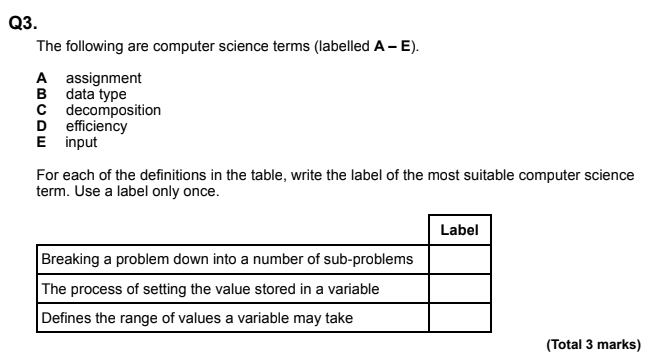 Q3.
The following are computer science terms (labelled A – E).
A assignment
B data type
C decomposition
D efficiency
E input
For each of the definitions in the table, write the label of the most suitable computer science
term. Use a label only once.
Label
Breaking a problem down into a number of sub-problems
The process of setting the value stored in a variable
Defines the range of values a variable may take
(Total 3 marks)